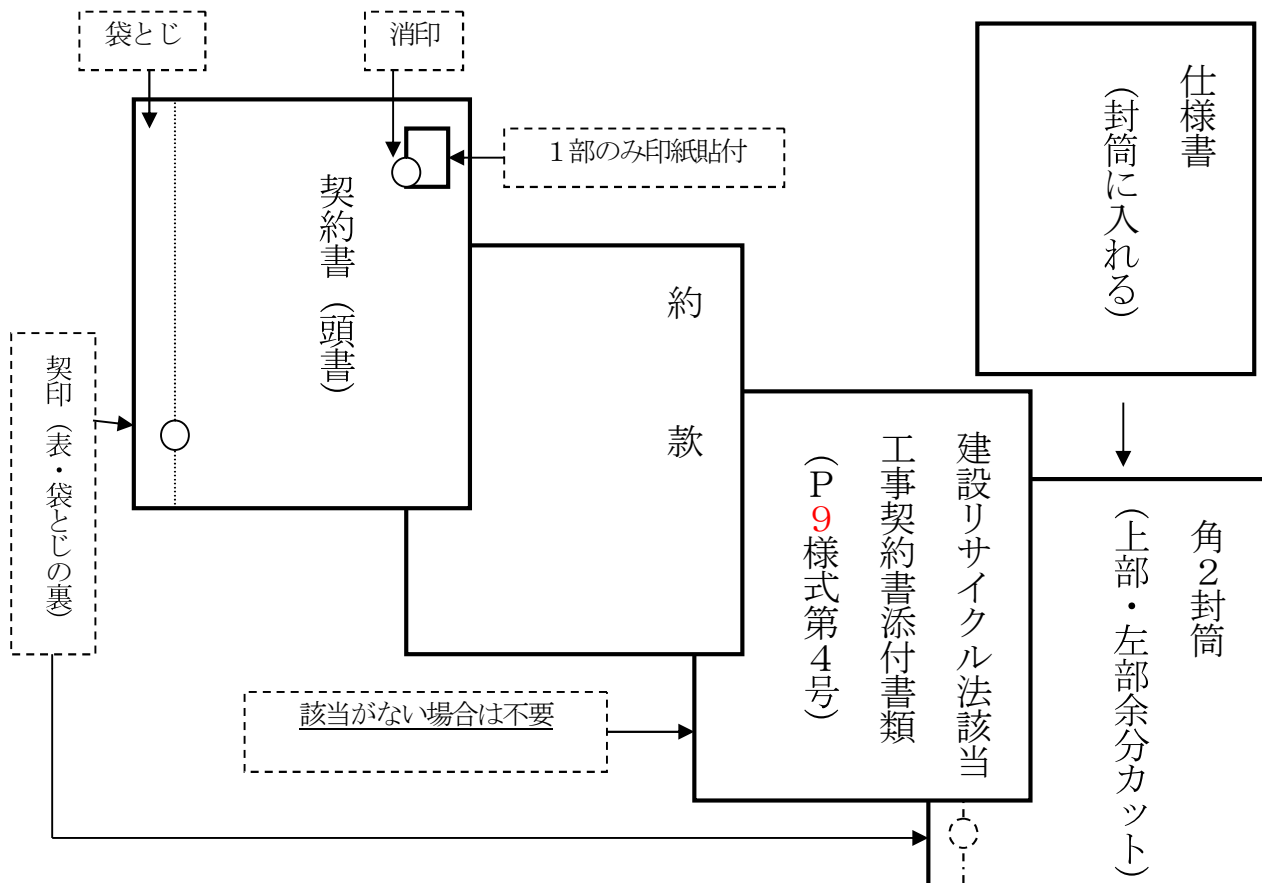 袋とじ
消印
１部のみ印紙貼付
契約書（頭書）
契印（表・袋とじの裏）
約款
仕様書
（封筒に入れる）
建設リサイクル法該当
工事契約書添付書類
（Ｐ９様式第４号）
該当がない場合は不要
角２封筒
（上部・左部余分カット）